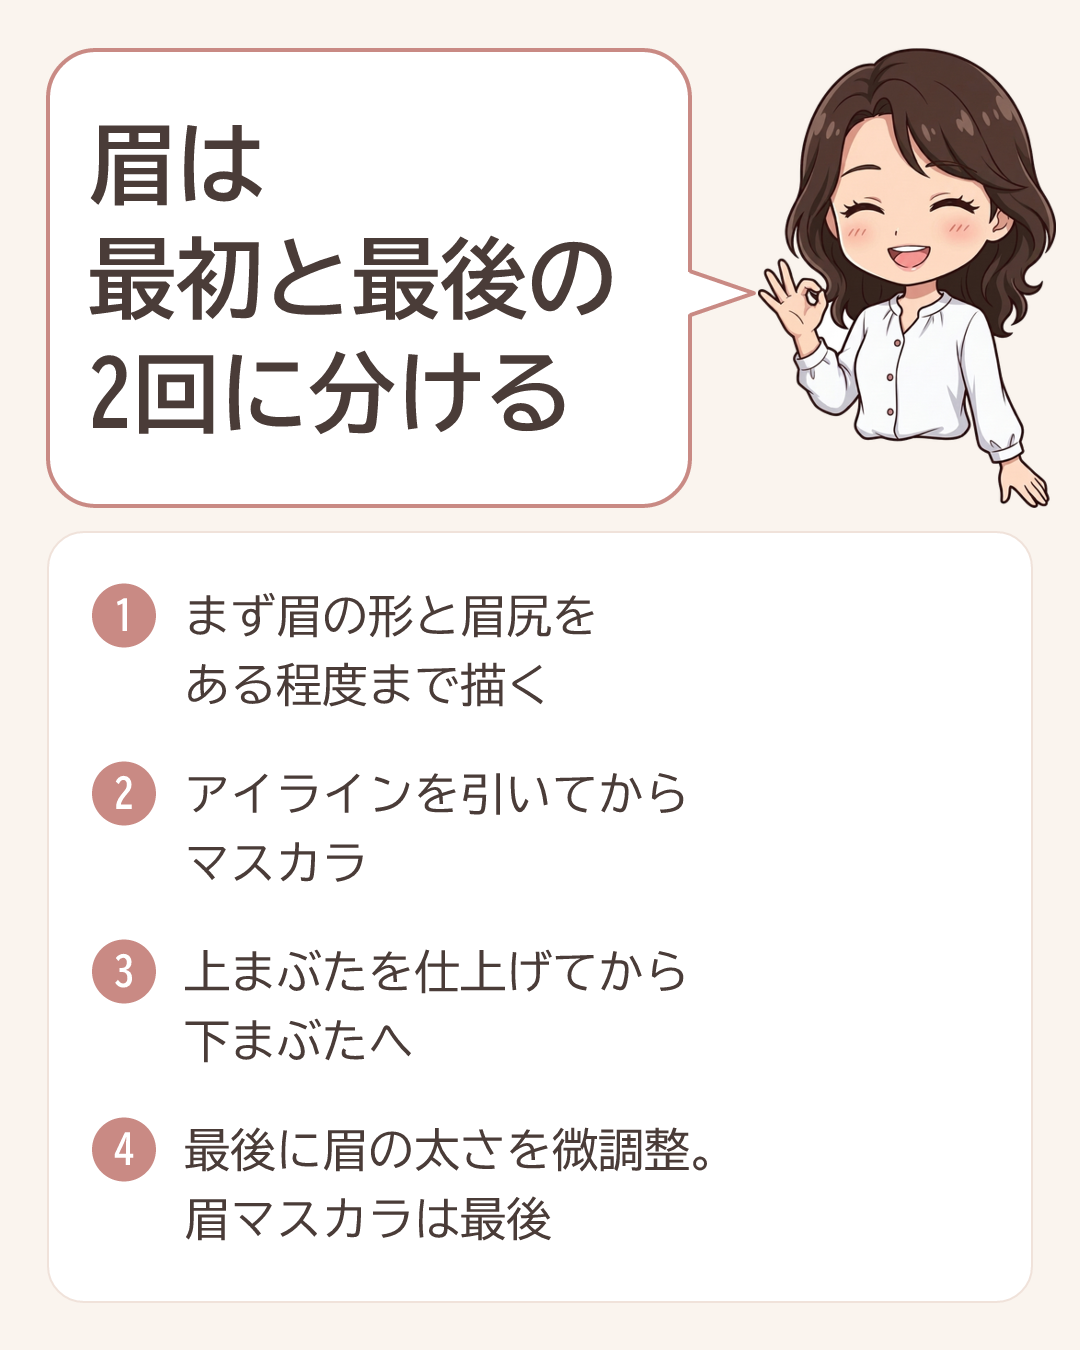 眉は
最初と最後の
2回に分ける
1 まず眉の形と眉尻を
ある程度まで描く
2 アイラインを引いてから
マスカラ
3 上まぶたを仕上げてから
下まぶたへ
4 最後に眉の太さを微調整。
眉マスカラは最後